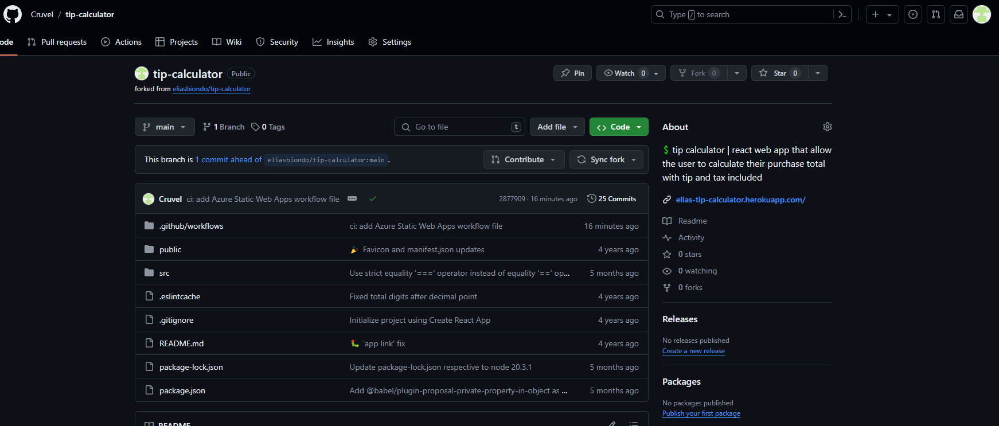 Cruvel / tip-calculator
Type / to search
ode Pull requests Actions Projects Wiki Security Insights Settings
tip-calculator Public
Pin Watch 0 Fork 0 Star 0
forked from eliasbiondo/tip-calculator
main 1 Branch 0 Tags Go to file t Add file Code
This branch is 1 commit ahead of eliasbiondo/tip-calculator:main.
Contribute Sync fork
Cruvel ci: add Azure Static Web Apps workflow file 2877909 · 16 minutes ago 25 Commits
.github/workflows ci: add Azure Static Web Apps workflow file 16 minutes ago
public Favicon and manifest.json updates 4 years ago
src Use strict equality '===' operator instead of equality '==' op... 5 months ago
.eslintcache Fixed total digits after decimal point 4 years ago
.gitignore Initialize project using Create React App 4 years ago
README.md 'app link' fix 4 years ago
package-lock.json Update package-lock.json respective to node 20.3.1 5 months ago
package.json Add @babel/plugin-proposal-private-property-in-object as ... 5 months ago
README
About
$ tip calculator | react web app that allow
the user to calculate their purchase total
with tip and tax included
elias-tip-calculator.herokuapp.com/
Readme
Activity
0 stars
0 watching
0 forks
Releases
No releases published
Create a new release
Packages
No packages published
Publish your first package